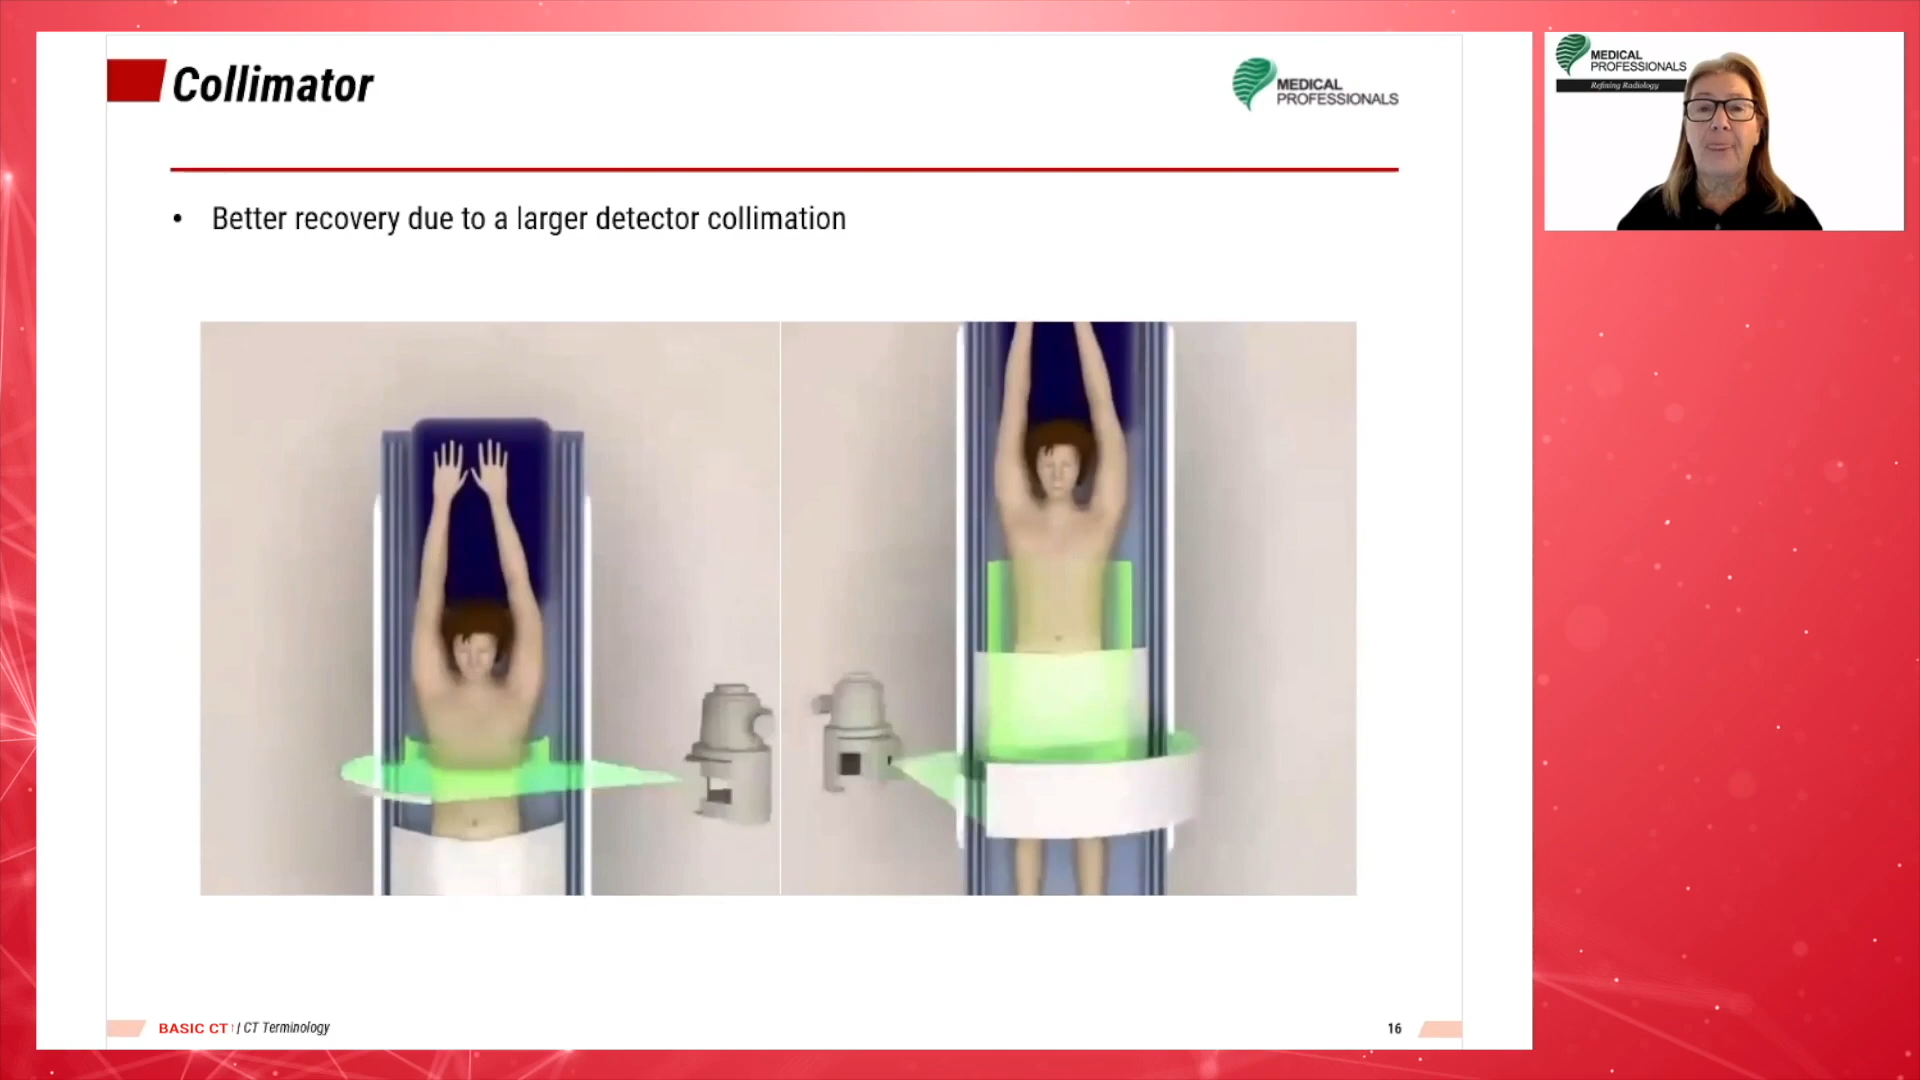 Collimator
MEDICAL
PROFESSIONALS
• Better recovery due to a larger detector collimation
BASIC CT | CT Terminology
16
MEDICAL
PROFESSIONALS
Refining Radiology